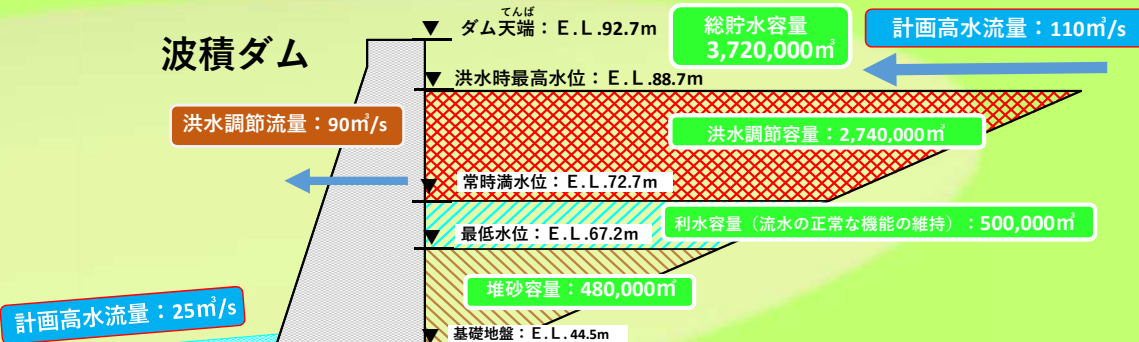 てんば
ダム天端：E.L.92.7m
総貯水容量
3,720,000㎥
計画高水流量：110㎥/s
波積ダム
洪水時最高水位：E.L.88.7m
洪水調節流量：90㎥/s
洪水調節容量：2,740,000㎥
常時満水位：E.L.72.7m
利水容量（流水の正常な機能の維持）：500,000㎥
最低水位：E.L.67.2m
堆砂容量：480,000㎥
計画高水流量：25㎥/s
基礎地盤：E.L.44.5m